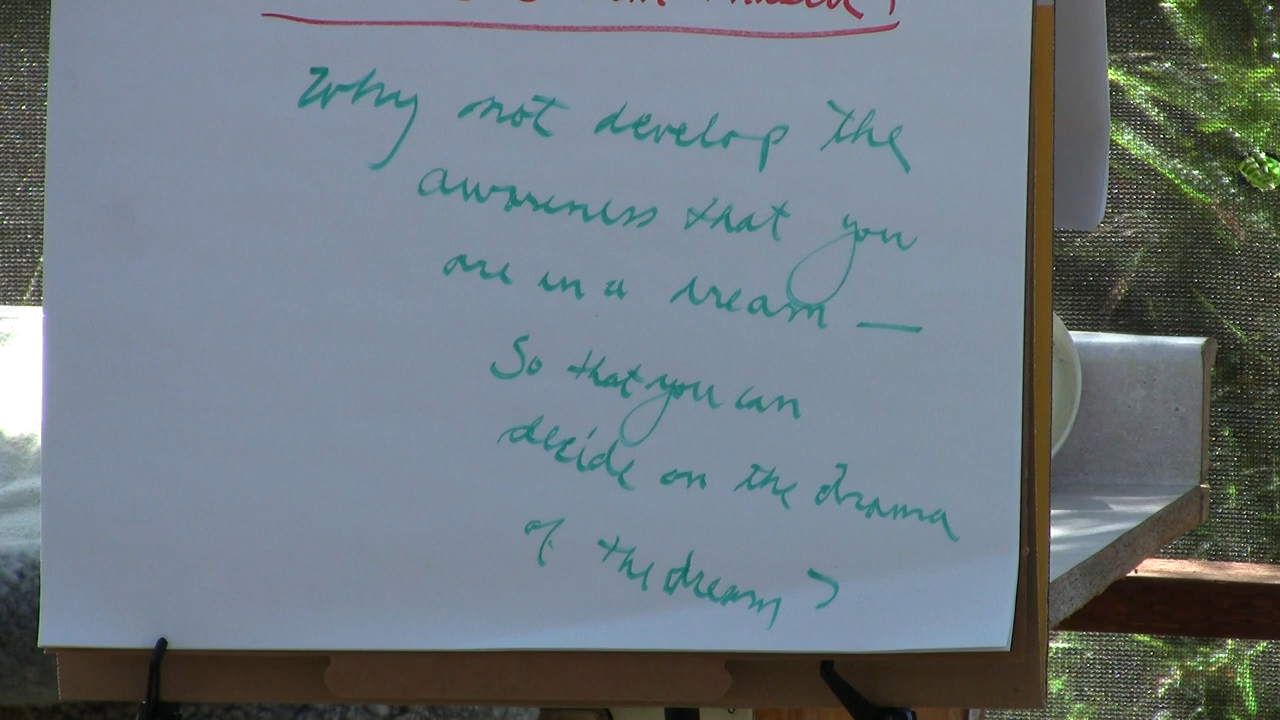 Why not develop the
awareness that you
are in a dream —
So that you can
decide on the drama
of the dream?